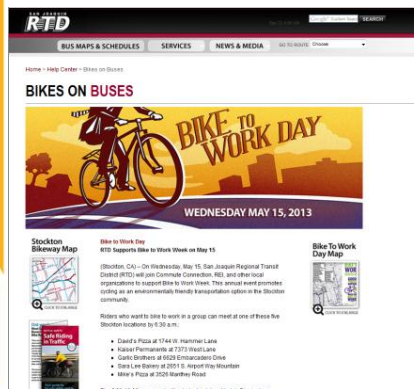 SAN JOAQUIN
RTD
SEARCH
BUS MAPS & SCHEDULES SERVICES NEWS & MEDIA GO TO ROUTE Choose
Home > Help Center > Bikes on Buses
BIKES ON BUSES
BIKE TO
WORK DAY
WEDNESDAY MAY 15, 2013
Stockton
Bikeway Map
CLICK TO ENLARGE
Safe Riding
in Traffic
Bike to Work Day
RTD Supports Bike to Work Week on May 15
(Stockton, CA) – On Wednesday, May 15, San Joaquin Regional Transit
District (RTD) will join Commute Connection, REI, and other local
organizations to support Bike to Work Week. This annual event promotes
cycling as an environmentally friendly transportation option in the Stockton
community.
Riders who want to bike to work in a group can meet at one of these five
Stockton locations by 6:30 a.m.:
David's Pizza at 1744 W. Hammer Lane
Kaiser Permanente at 7373 West Lane
Garlic Brothers at 6629 Embarcadero Drive
Sara Lee Bakery at 2651 S. Airport Way Mountain
Mike's Pizza at 3526 Manthey Road
Bike To Work
Day Map
CLICK TO ENLARGE